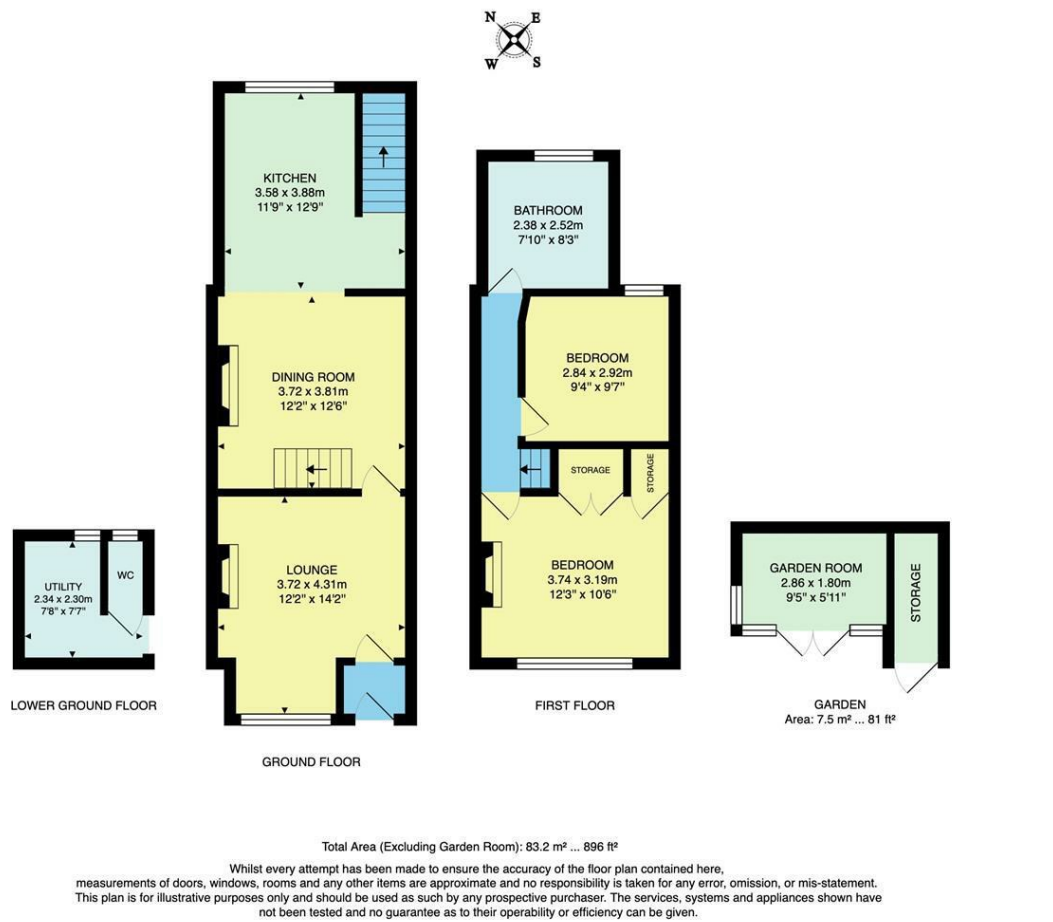 N E
W S
KITCHEN
3.58 x 3.88m
11'9" x 12'9"
BATHROOM
2.38 x 2.52m
7'10" x 8'3"
DINING ROOM
3.72 x 3.81m
12'2" x 12'6"
BEDROOM
2.84 x 2.92m
9'4" x 9'7"
STORAGE
STORAGE
LOUNGE
3.72 x 4.31m
12'2" x 14'2"
BEDROOM
3.74 x 3.19m
12'3" x 10'6"
UTILITY
2.34 x 2.30m
7'8" x 7'7"
WC
GARDEN ROOM
2.86 x 1.80m
9'5" x 5'11"
STORAGE
LOWER GROUND FLOOR
GROUND FLOOR
FIRST FLOOR
GARDEN
Area: 7.5 m² ... 81 ft²
Total Area (Excluding Garden Room): 83.2 m² ... 896 ft²
Whilst every attempt has been made to ensure the accuracy of the floor plan contained here,
measurements of doors, windows, rooms and any other items are approximate and no responsibility is taken for any error, omission, or mis-statement.
This plan is for illustrative purposes only and should be used as such by any prospective purchaser. The services, systems and appliances shown have
not been tested and no guarantee as to their operability or efficiency can be given.